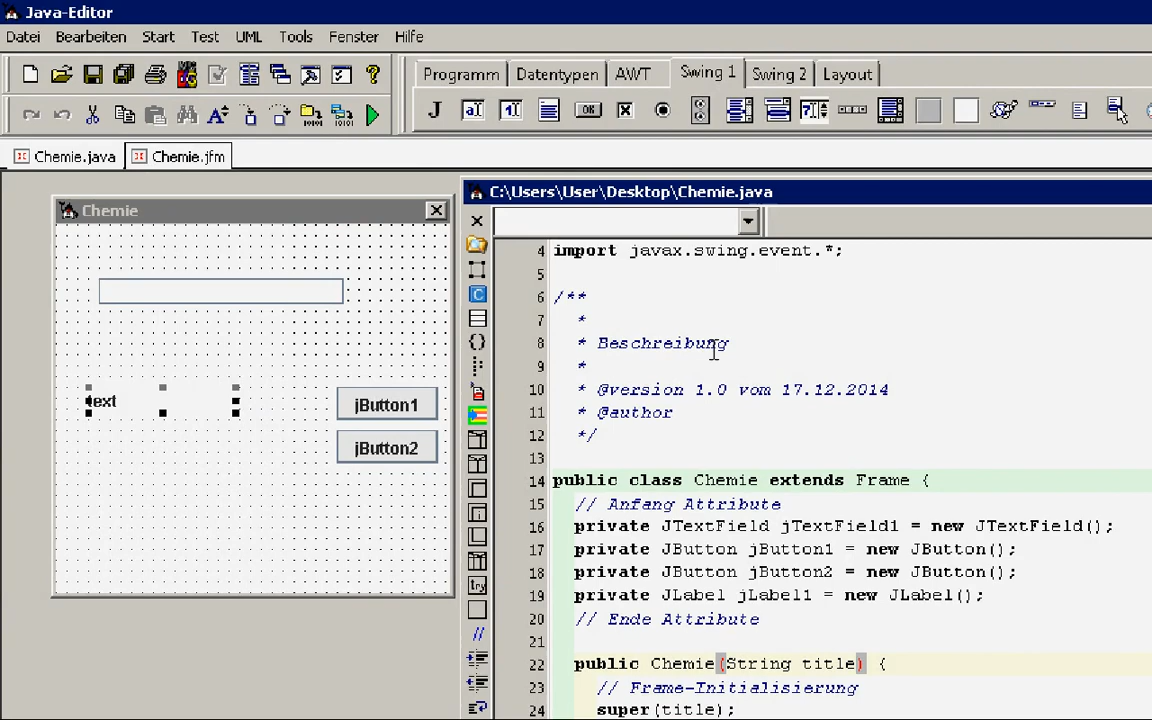 Java-Editor
Datei Bearbeiten Start Test UML Tools Fenster Hilfe
Programm Datentypen AWT Swing 1 Swing 2 Layout
Chemie.java Chemie.jfm
Chemie
text
jButton1
jButton2
C:\Users\User\Desktop\Chemie.java
4 import javax.swing.event.*;
5
6 /**
7 *
8 * Beschreibung
9 *
10 * @version 1.0 vom 17.12.2014
11 * @author
12 */
13
14 public class Chemie extends Frame {
15 // Anfang Attribute
16 private JTextField jTextField1 = new JTextField();
17 private JButton jButton1 = new JButton();
18 private JButton jButton2 = new JButton();
19 private JLabel jLabel1 = new JLabel();
20 // Ende Attribute
21
22 public Chemie(String title) {
23 // Frame-Initialisierung
24 super(title);